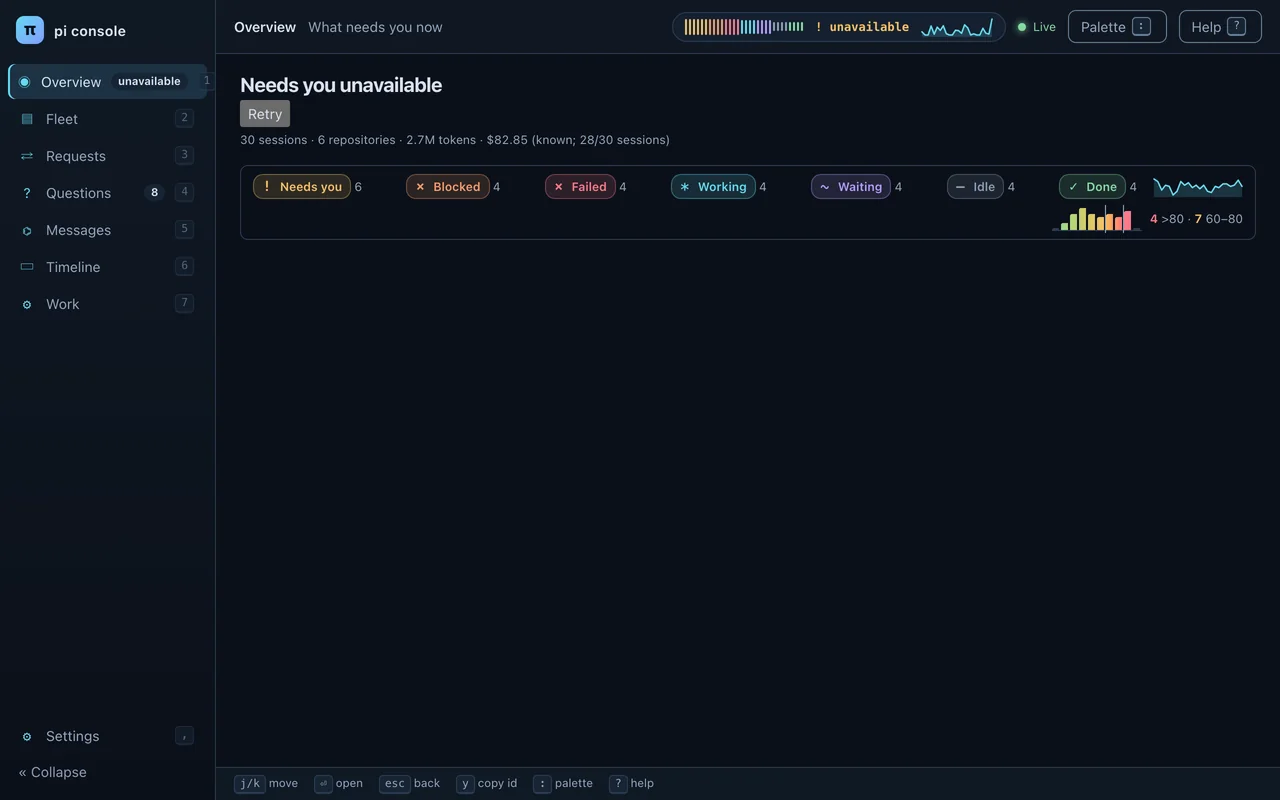 π pi console
Overview unavailable 1
Fleet 2
Requests 3
? Questions 8 4
Messages 5
Timeline 6
Work 7
Settings ,
« Collapse
Overview What needs you now ! unavailable Live Palette : Help ?
Needs you unavailable
Retry
30 sessions · 6 repositories · 2.7M tokens · $82.85 (known; 28/30 sessions)
! Needs you 6 × Blocked 4 × Failed 4 * Working 4 ~ Waiting 4 – Idle 4 ✓ Done 4
4 >80 · 7 60–80
j/k move ⏎ open esc back y copy id : palette ? help